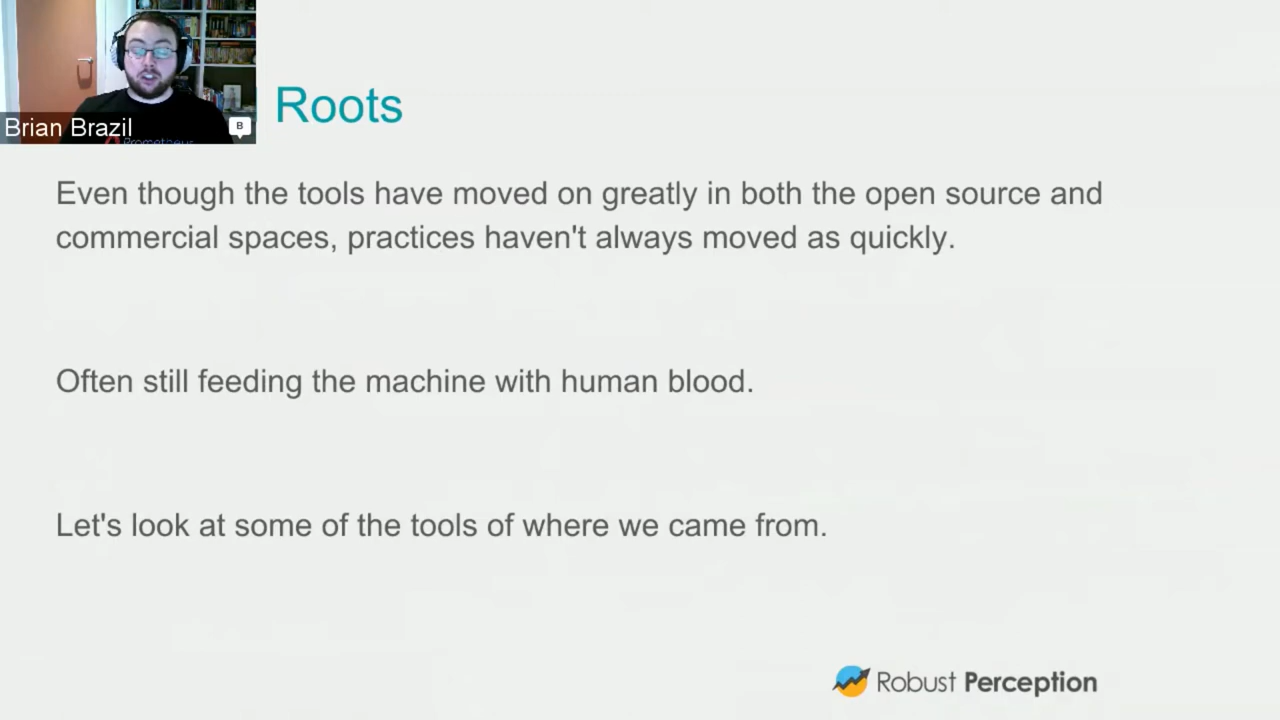 Brian Brazil
B
Prometheus
Roots
Even though the tools have moved on greatly in both the open source and
commercial spaces, practices haven't always moved as quickly.
Often still feeding the machine with human blood.
Let's look at some of the tools of where we came from.
Robust Perception